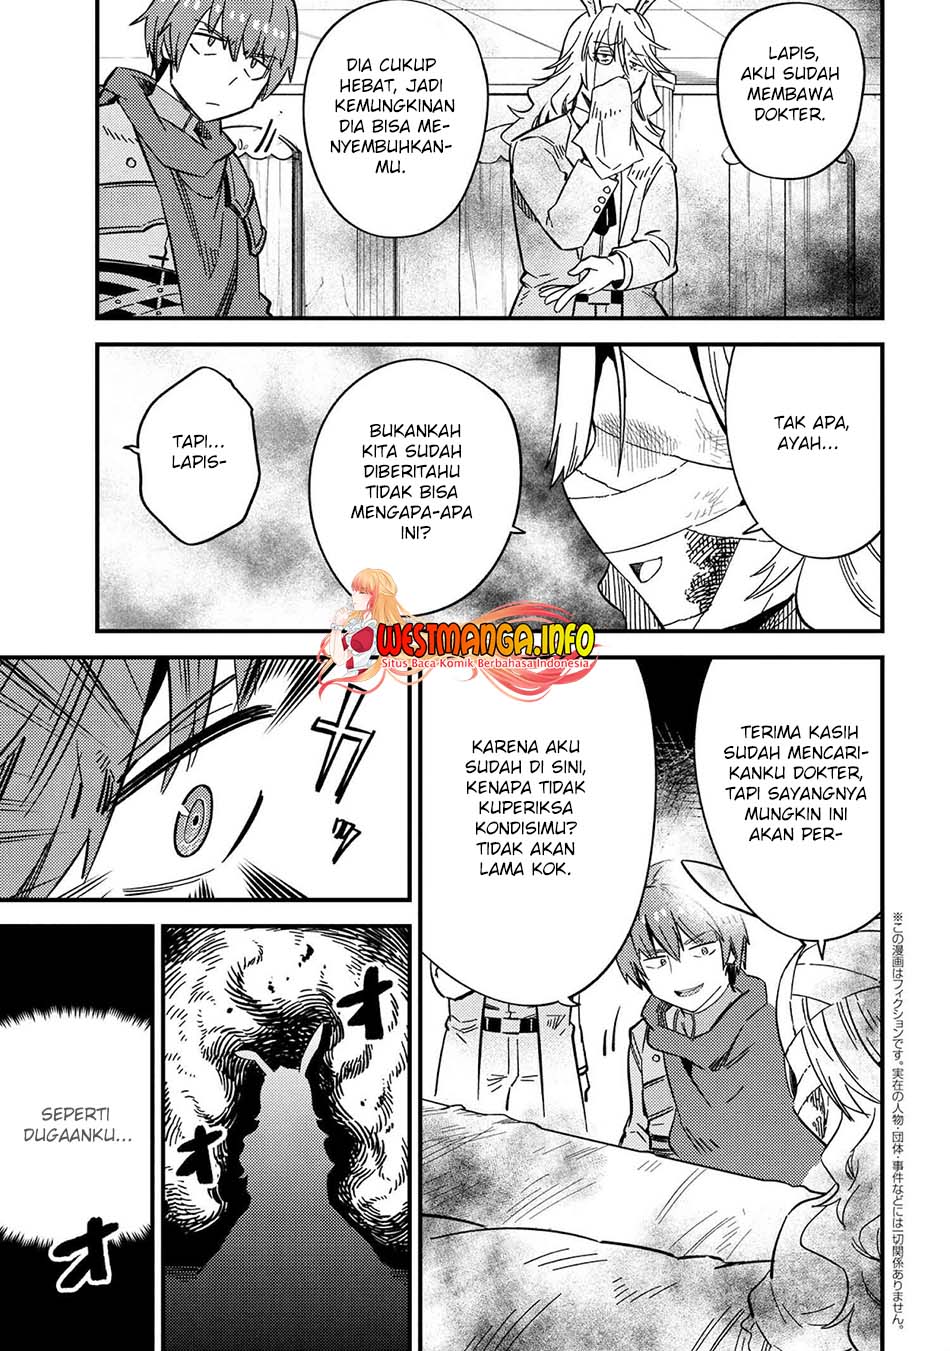 LAPIS,
AKU SUDAH
MEMBAWA
DOKTER.
DIA CUKUP
HEBAT, JADI
KEMUNGKINAN
DIA BISA ME-
NYEMBUHKAN-
MU.
TAK APA,
AYAH...
BUKANKAH
KITA SUDAH
DIBERITAHU
TIDAK BISA
MENGAPA-APA
INI?
TAPI...
LAPIS-
WESTMANGA.INFO
Situs Baca Komik Berbahasa Indonesia
TERIMA KASIH
SUDAH MENCARI-
KANKU DOKTER,
TAPI SAYANGNYA
MUNGKIN INI
AKAN PER-
KARENA AKU
SUDAH DI SINI,
KENAPA TIDAK
KUPERIKSA
KONDISIMU?
TIDAK AKAN
LAMA KOK.
オ
オ
SEPERTI
DUGAANKU...
オ
※この漫画はフィクションです。実在の人物・団体・事件などには一切関係ありません。